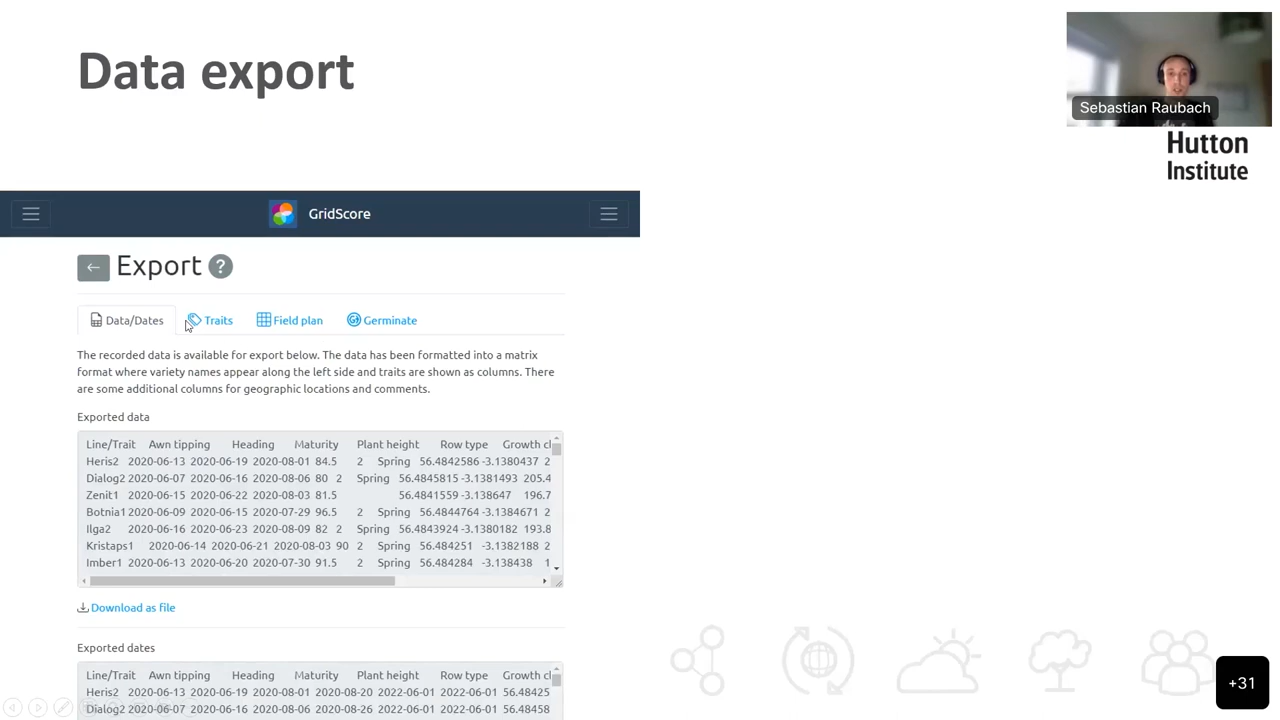 Data export
Sebastian Raubach
Hutton
Institute
GridScore
Export ?
Data/Dates Traits Field plan Germinate
The recorded data is available for export below. The data has been formatted into a matrix
format where variety names appear along the left side and traits are shown as columns. There
are some additional columns for geographic locations and comments.
Exported data
Line/Trait Awn tipping Heading Maturity Plant height Row type Growth cl
Heris2 2020-06-13 2020-06-19 2020-08-01 84.5 2 Spring 56.4842586 -3.1380437 2
Dialog2 2020-06-07 2020-06-16 2020-08-06 80 2 Spring 56.4845815 -3.1381493 205.4
Zenit1 2020-06-15 2020-06-22 2020-08-03 81.5 56.4841559 -3.138647 196.7
Botnia1 2020-06-09 2020-06-15 2020-07-29 96.5 2 Spring 56.4844764 -3.1384671 2
Ilga2 2020-06-16 2020-06-23 2020-08-09 82 2 Spring 56.4843924 -3.1380182 193.8
Kristaps1 2020-06-14 2020-06-21 2020-08-03 90 2 Spring 56.484251 -3.1382188 2
Imber1 2020-06-13 2020-06-20 2020-07-30 91.5 2 Spring 56.484284 -3.138438 1
Download as file
Exported dates
Line/Trait Awn tipping Heading Maturity Plant height Row type Growth cl
Heris2 2020-06-13 2020-06-19 2020-08-01 2020-08-20 2022-06-01 2022-06-01 56.48425
Dialog2 2020-06-07 2020-06-16 2020-08-06 2020-08-26 2022-06-01 2022-06-01 56.48458
+31